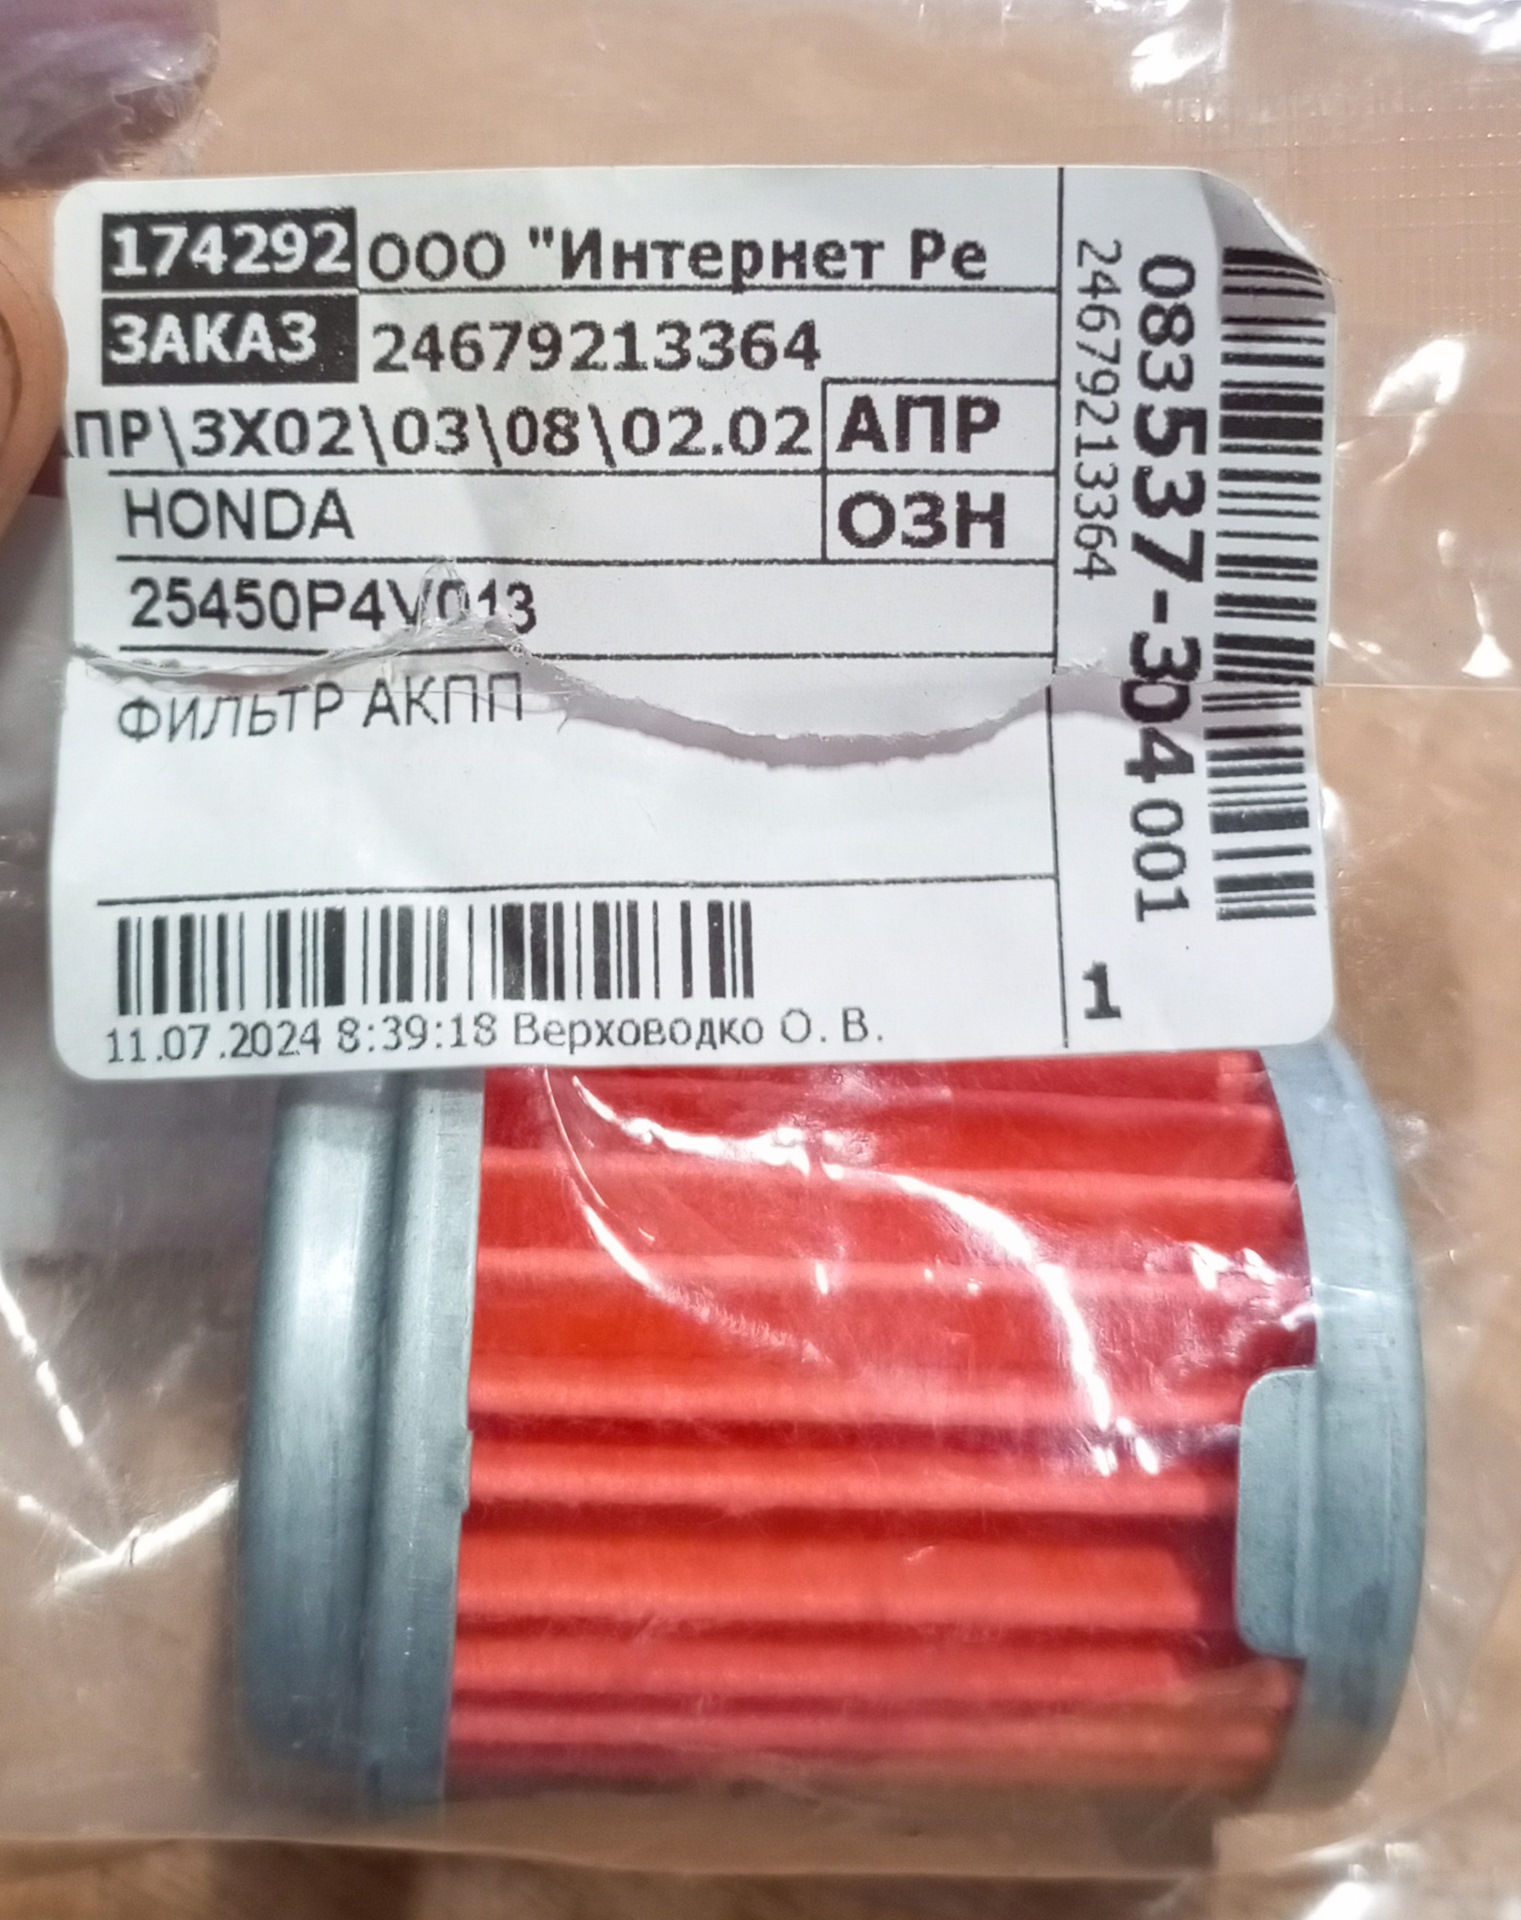 174292 ООО "Интернет Ре
ЗАКАЗ 24679213364
ПР\ЗХ02\03\08\02.02 АПР
HONDA ОЗН
25450P4V013
ФИЛЬТР АКПП
11.07.2024 8:39:18 Верховодко О. В.
24679213364
083537-304 001
1